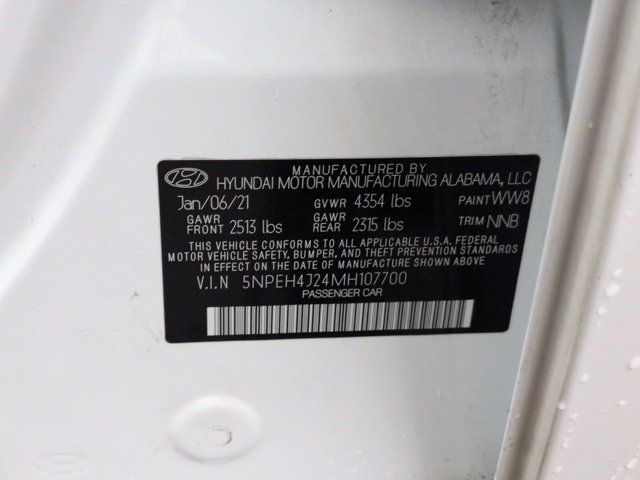 MANUFACTURED BY
HYUNDAI MOTOR MANUFACTURING ALABAMA, LLC
Jan/06/21 GVWR 4354 lbs PAINT WW8
GAWR FRONT 2513 lbs GAWR REAR 2315 lbs TRIM NNB
THIS VEHICLE CONFORMS TO ALL APPLICABLE U.S.A. FEDERAL
MOTOR VEHICLE SAFETY, BUMPER, AND THEFT PREVENTION STANDARDS
IN EFFECT ON THE DATE OF MANUFACTURE SHOWN ABOVE.
V.I.N 5NPEH4J24MH107700
PASSENGER CAR